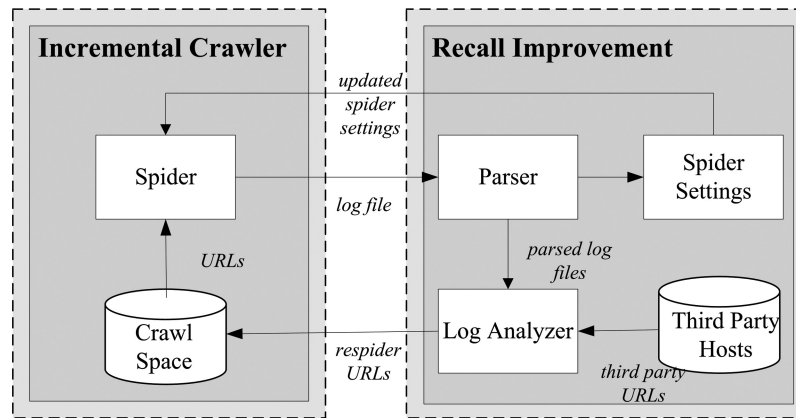 Incremental Crawler
Recall Improvement
updated
spider
settings
Spider
log file
Parser
Spider
Settings
URLs
parsed log
files
Crawl
Space
respider
URLs
Log Analyzer
Third Party
Hosts
third party
URLs